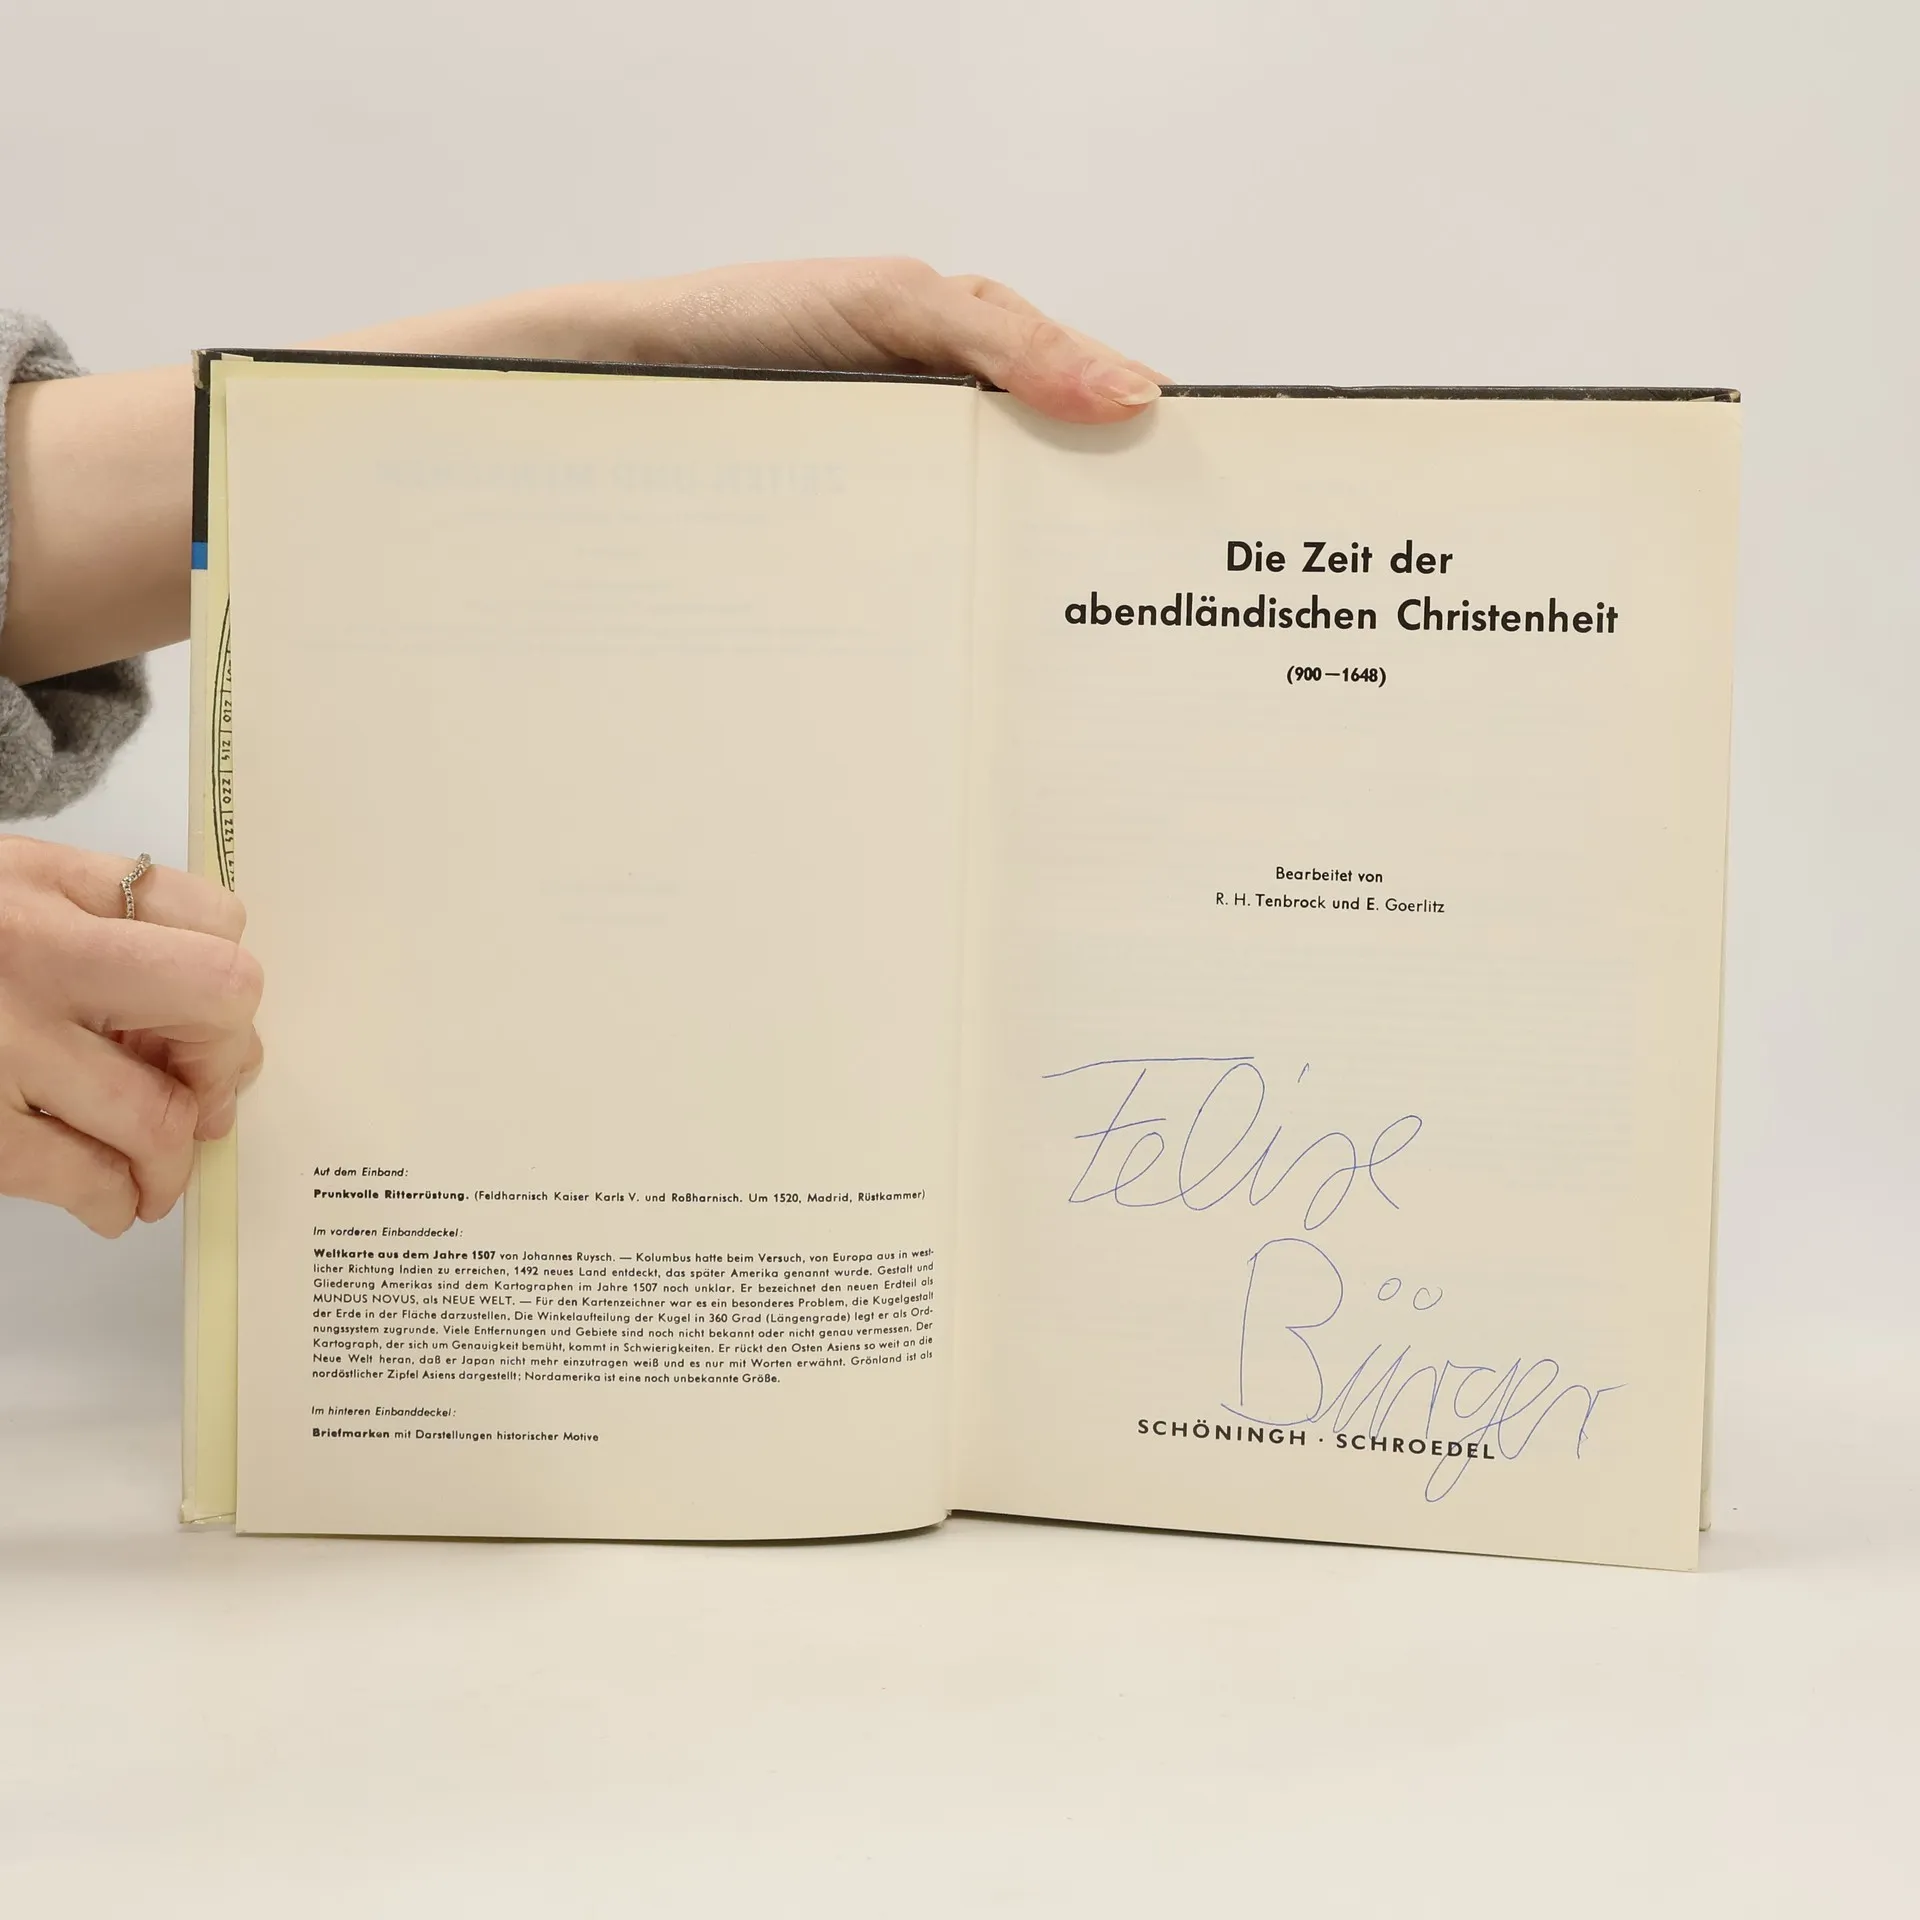 Auf dem Einband:
Prunkvolle Ritterrüstung. (Feldharnisch Kaiser Karls V. und Roßharnisch. Um 1520, Madrid, Rüstkammer)
Im vorderen Einbanddeckel:
Weltkarte aus dem Jahre 1507 von Johannes Ruysch. — Kolumbus hatte beim Versuch, von Europa aus in west-
licher Richtung Indien zu erreichen, 1492 neues Land entdeckt, das später Amerika genannt wurde. Gestalt und
Gliederung Amerikas sind dem Kartographen im Jahre 1507 noch unklar. Er bezeichnet den neuen Erdteil als
MUNDUS NOVUS, als NEUE WELT. — Für den Kartenzeichner war es ein besonderes Problem, die Kugelgestalt
der Erde in der Fläche darzustellen. Die Winkelaufteilung der Kugel in 360 Grad (Längengrade) legt er als Ord-
nungssystem zugrunde. Viele Entfernungen und Gebiete sind noch nicht bekannt oder nicht genau vermessen. Der
Kartograph, der sich um Genauigkeit bemüht, kommt in Schwierigkeiten. Er rückt den Osten Asiens so weit an die
Neue Welt heran, daß er Japan nicht mehr einzutragen weiß und es nur mit Worten erwähnt. Grönland ist als
nordöstlicher Zipfel Asiens dargestellt; Nordamerika ist eine noch unbekannte Größe.
Im hinteren Einbanddeckel:
Briefmarken mit Darstellungen historischer Motive
Die Zeit der
abendländischen Christenheit
(900—1648)
Bearbeitet von
R. H. Tenbrock und E. Goerlitz
Bürger
SCHÖNINGH · SCHROEDEL
210
215
220
225